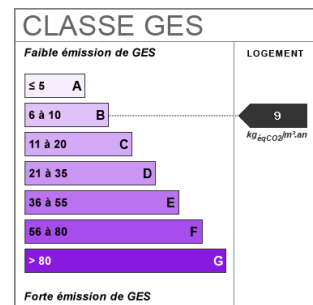 CLASSE GES
Faible émission de GES
LOGEMENT
≤ 5 A
6 à 10 B
9
kgéqCO2/m².an
11 à 20 C
21 à 35 D
36 à 55 E
56 à 80 F
> 80 G
Forte émission de GES